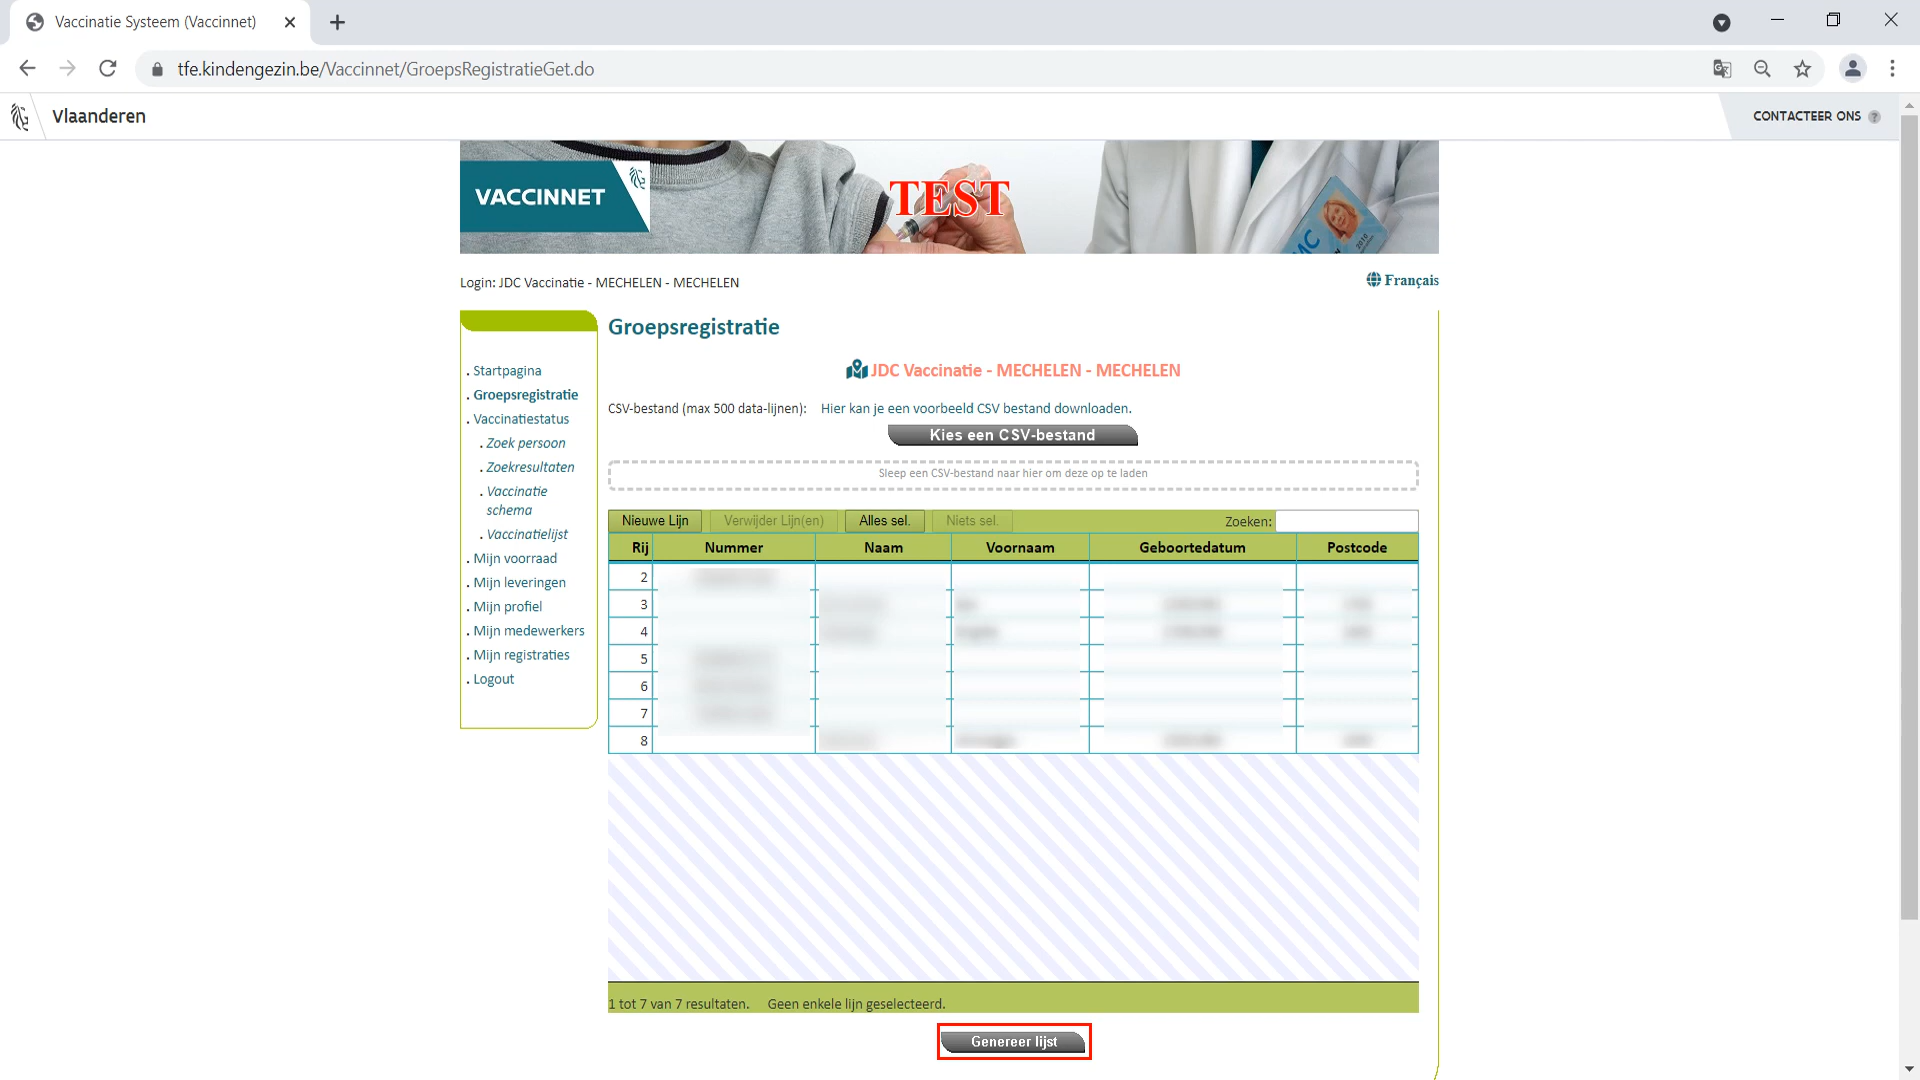 Vaccinatie Systeem (Vaccinnet)
tfe.kindengezin.be/Vaccinnet/GroepsRegistratieGet.do
Vlaanderen
CONTACTEER ONS ?
VACCINNET
TEST
MC
2010
Login: JDC Vaccinatie - MECHELEN - MECHELEN
Français
Groepsregistratie
. Startpagina
. Groepsregistratie
. Vaccinatiestatus
. Zoek persoon
. Zoekresultaten
. Vaccinatie
schema
. Vaccinatielijst
. Mijn voorraad
. Mijn leveringen
. Mijn profiel
. Mijn medewerkers
. Mijn registraties
. Logout
JDC Vaccinatie - MECHELEN - MECHELEN
CSV-bestand (max 500 data-lijnen): Hier kan je een voorbeeld CSV bestand downloaden.
Kies een CSV-bestand
Sleep een CSV-bestand naar hier om deze op te laden
Nieuwe Lijn Verwijder Lijn(en) Alles sel. Niets sel. Zoeken:
Rij Nummer Naam Voornaam Geboortedatum Postcode
2
3
4
5
6
7
8
1 tot 7 van 7 resultaten. Geen enkele lijn geselecteerd.
Genereer lijst